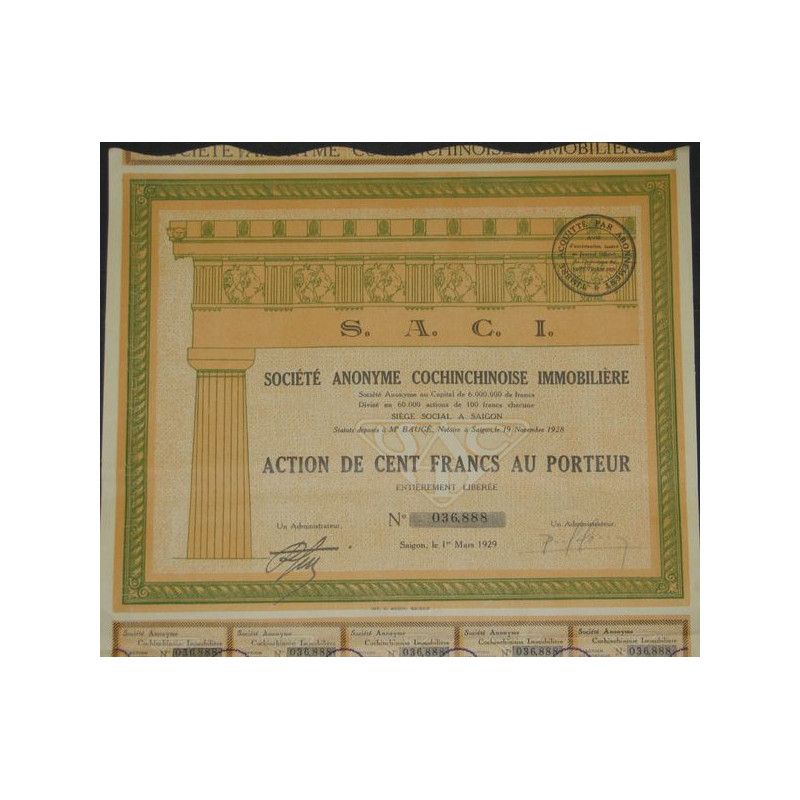 SOCIÉTÉ ANONYME COCHINCHINOISE IMMOBILIÈRE
TIMBRE ACQUITTÉ PAR ABONNEMENT
S. A. C. I.
SOCIÉTÉ ANONYME COCHINCHINOISE IMMOBILIÈRE
Société Anonyme au Capital de 6.000.000 de francs
Divisé en 60.000 actions de 100 francs chacune
SIÈGE SOCIAL A SAIGON
Statuts déposés à Me BAUGÉ, Notaire à Saigon, le 19 Novembre 1928
ACTION DE CENT FRANCS AU PORTEUR
ENTIÈREMENT LIBÉRÉE
No 036,888
Un Administrateur. Un Administrateur.
Saigon, le 1er Mars 1929
Société Anonyme Société Anonyme Société Anonyme Société Anonyme Société Anonyme
Cochinchinoise Immobilière Cochinchinoise Immobilière Cochinchinoise Immobilière Cochinchinoise Immobilière Cochinchinoise Immobilière
No 036,888 No 036,888 No 036,888 No 036,888 No 036,888